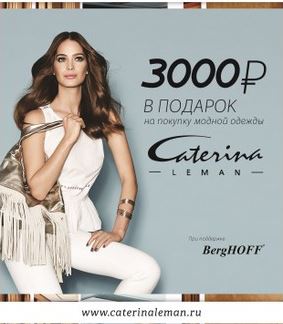 3000₽
В ПОДАРОК
на покупку модной одежды
Caterina
LEMAN
При поддержке
BergHOFF®
www.caterinaleman.ru